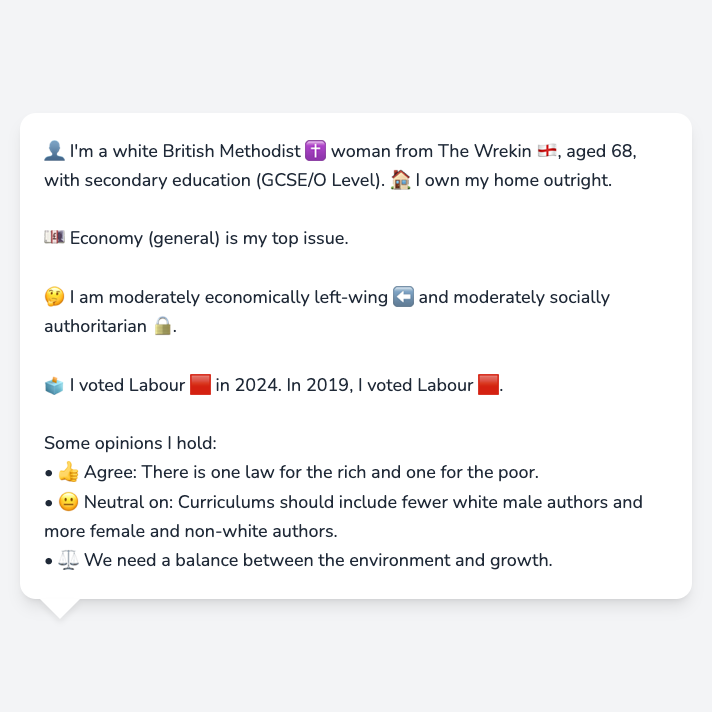 👤 I'm a white British Methodist ✝️ woman from The Wrekin 🏴󠁧󠁢󠁥󠁮󠁧󠁿, aged 68,
with secondary education (GCSE/O Level). 🏠 I own my home outright.
💷 Economy (general) is my top issue.
🤔 I am moderately economically left-wing ⬅️ and moderately socially
authoritarian 🔒.
🗳️ I voted Labour 🟥 in 2024. In 2019, I voted Labour 🟥.
Some opinions I hold:
• 👍 Agree: There is one law for the rich and one for the poor.
• 😐 Neutral on: Curriculums should include fewer white male authors and
more female and non-white authors.
• ⚖️ We need a balance between the environment and growth.